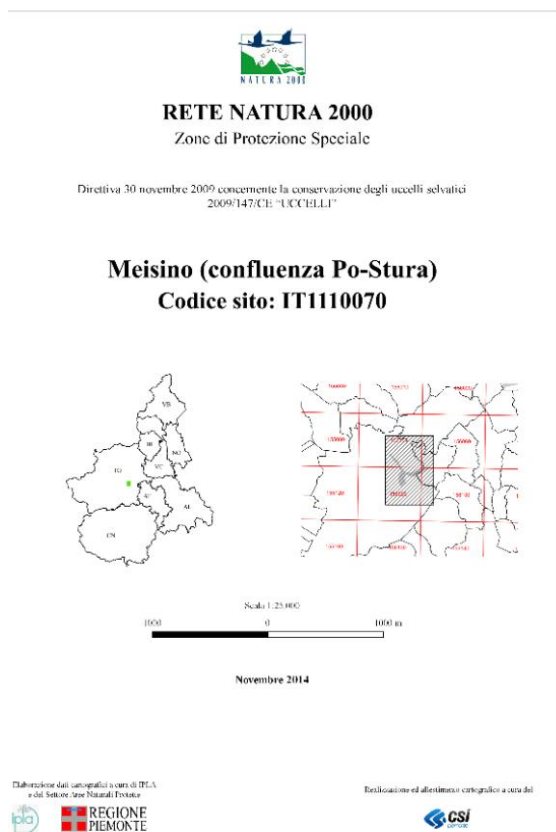 NATURA 2000
RETE NATURA 2000
Zone di Protezione Speciale
Direttiva 30 novembre 2009 concernente la conservazione degli uccelli selvatici
2009/147/CE "UCCELLI"
Meisino (confluenza Po-Stura)
Codice sito: IT1110070
VB
BI
NO
TO
VC
AT
AL
CN
Scala 1:25.000
1000 0 1000 m
Novembre 2014
Elaborazione dati cartografici a cura di IPLA
e del Settore Aree Naturali Protette
Realizzazione ed allestimento cartografico a cura del
ipla
REGIONE
PIEMONTE
CSI